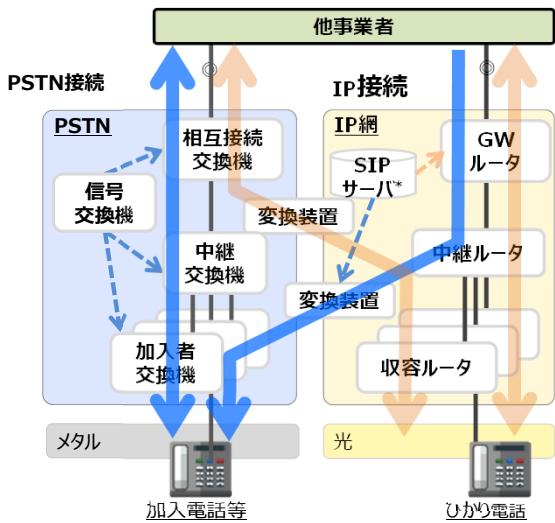 他事業者
PSTN接続
IP接続
PSTN
相互接続
交換機
信号
交換機
中継
交換機
加入者
交換機
変換装置
変換装置
IP網
SIP
サーバ*
GW
ルータ
中継ルータ
収容ルータ
メタル
光
加入電話等
ひかり電話